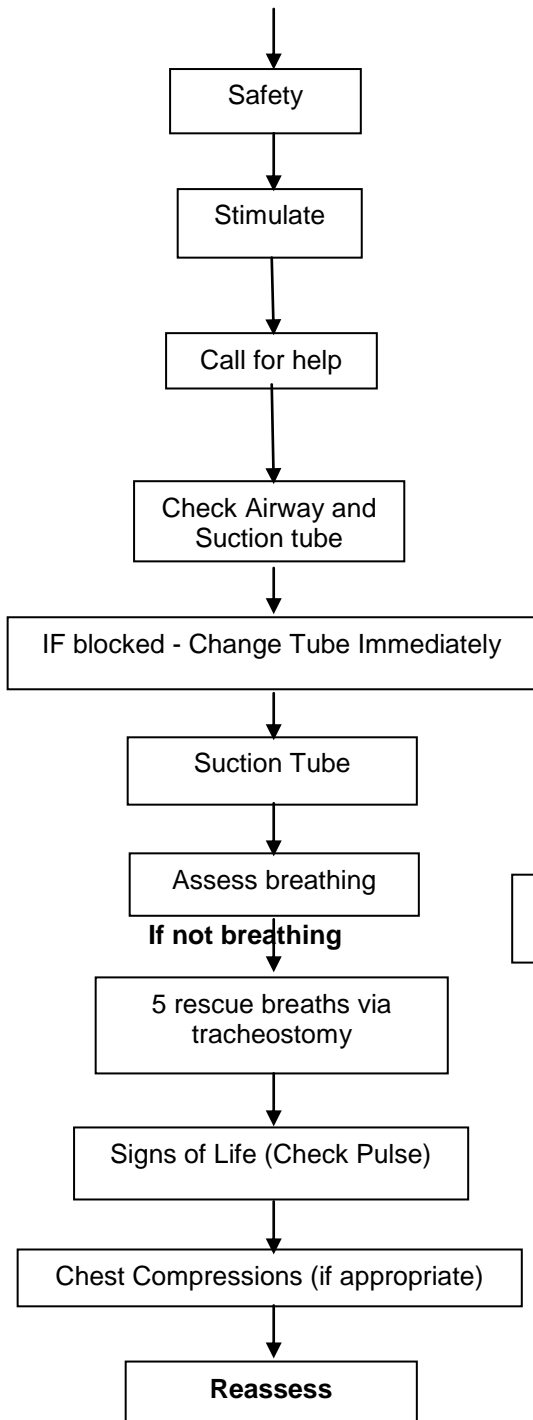 Safety
Stimulate
Call for help
Check Airway and
Suction tube
IF blocked - Change Tube Immediately
Suction Tube
Assess breathing
If not breathing
5 rescue breaths via
tracheostomy
Signs of Life (Check Pulse)
Chest Compressions (if appropriate)
Reassess